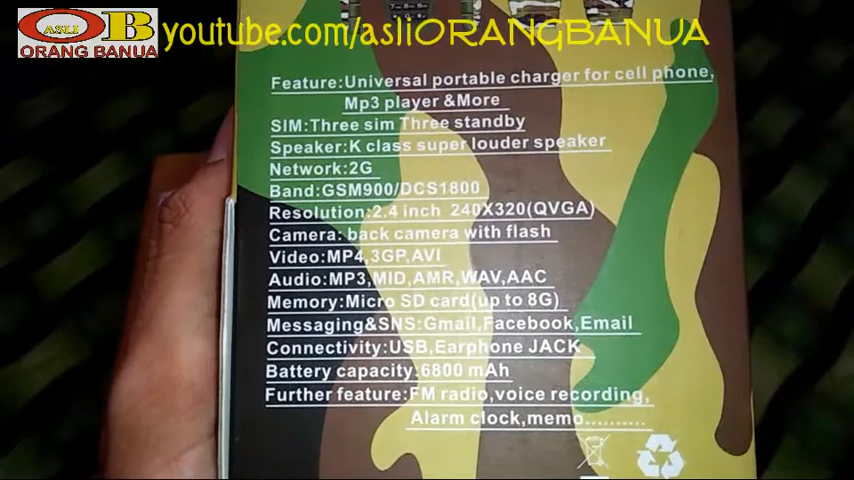 ASLI
OB
ORANG BANUA
youtube.com/asliORANGBANUA
Feature:Universal portable charger for cell phone,
Mp3 player &More
SIM:Three sim Three standby
Speaker:K class super louder speaker
Network:2G
Band:GSM900/DCS1800
Resolution:2.4 inch 240X320(QVGA)
Camera: back camera with flash
Video:MP4,3GP,AVI
Audio:MP3,MID,AMR,WAV,AAC
Memory:Micro SD card(up to 8G)
Messaging&SNS:Gmail,Facebook,Email
Connectivity:USB,Earphone JACK
Battery capacity:6800 mAh
Further feature:FM radio,voice recording,
Alarm clock,memo..........